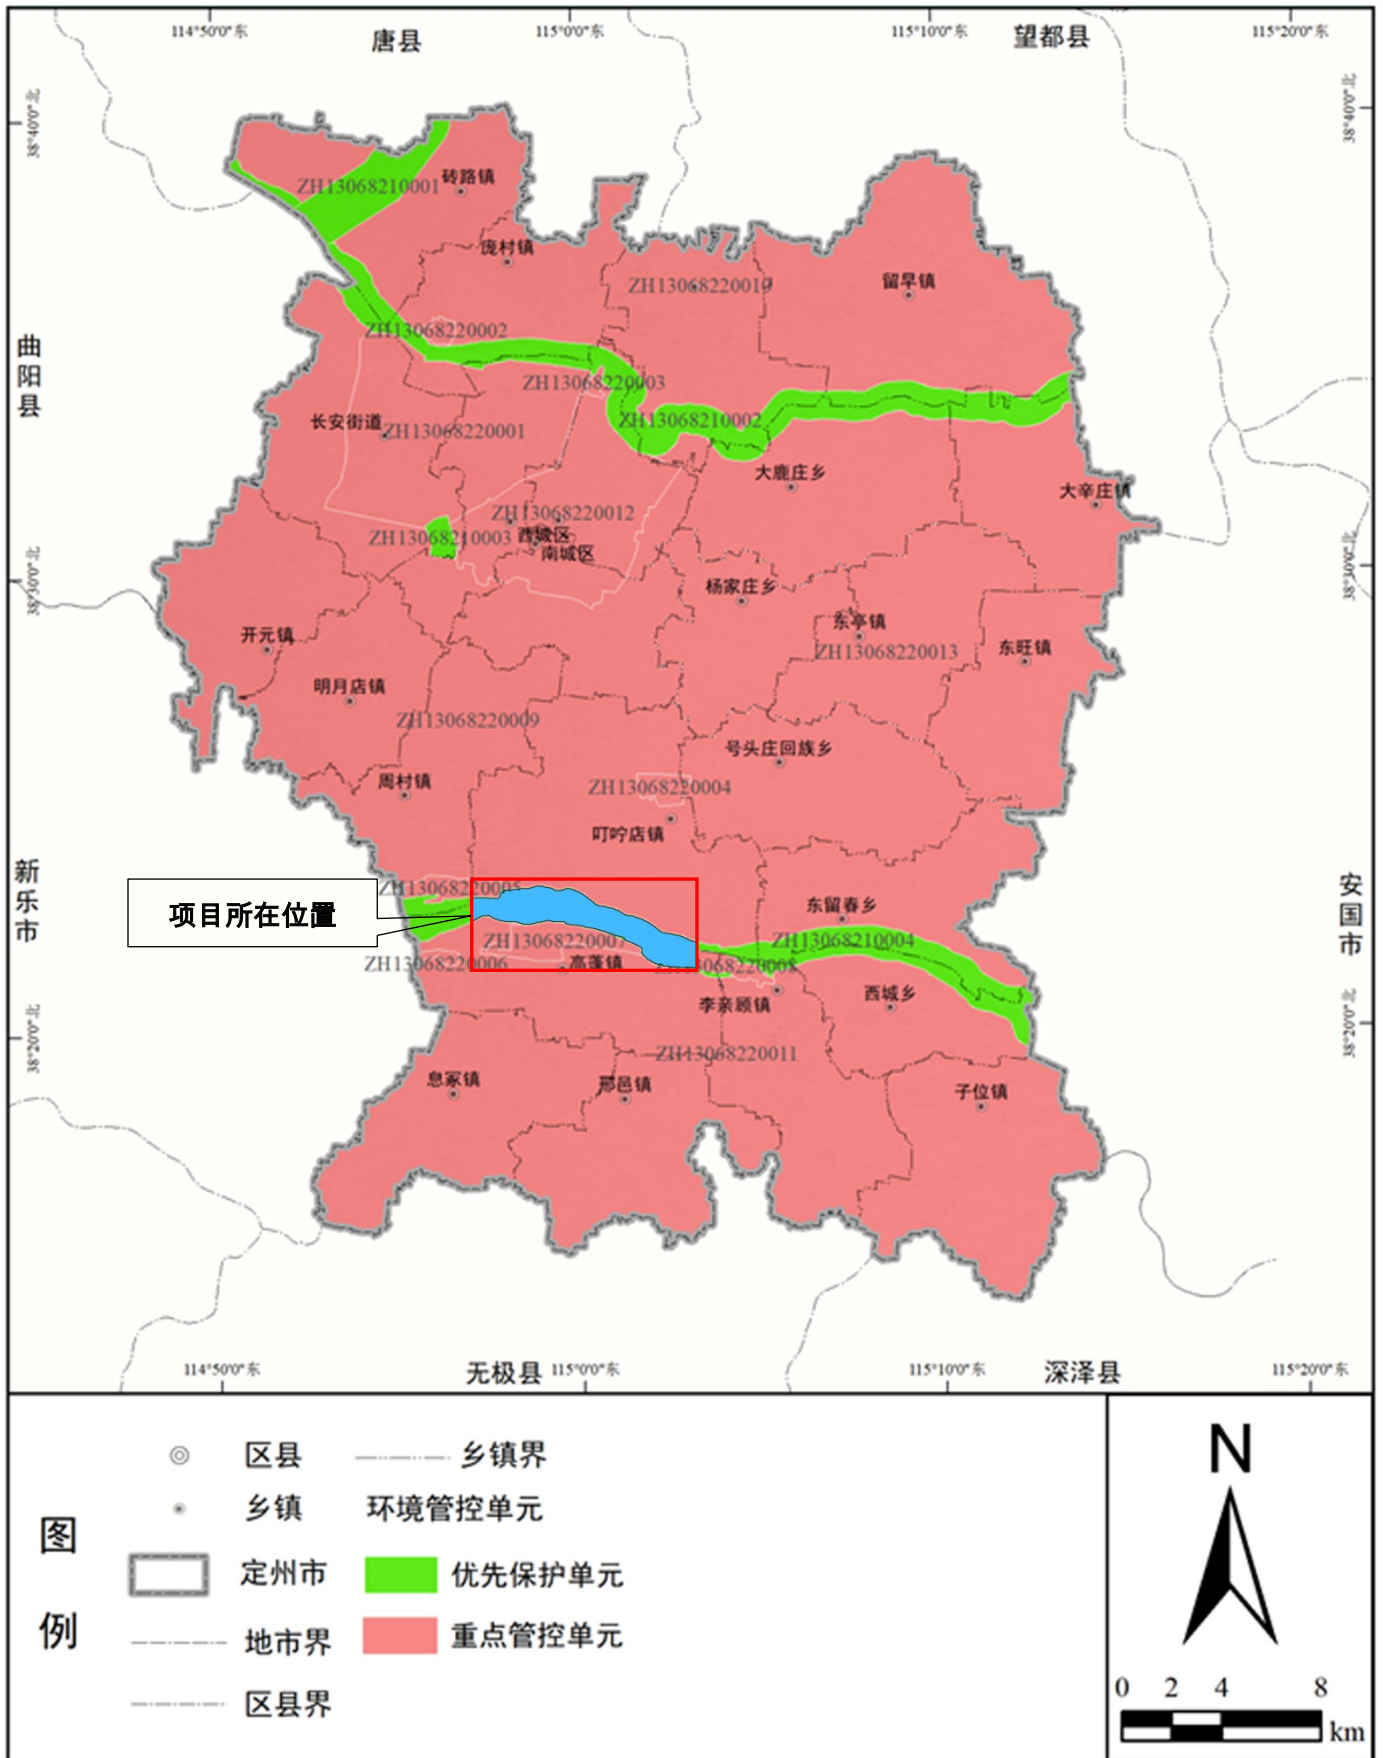 114°50'0"东
唐县
115°0'0"东
115°10'0"东
望都县
115°20'0"东
38°40'0"北
38°40'0"北
ZH13068210001
砖路镇
庞村镇
ZH13068220010
留早镇
ZH13068220002
曲阳县
ZH13068220003
长安街道
ZH13068220001
ZH13068210002
大鹿庄乡
大辛庄镇
ZH13068220012
ZH13068210003
西城区
南城区
38°30'0"北
38°30'0"北
杨家庄乡
开元镇
东亭镇
东旺镇
ZH13068220013
明月店镇
ZH13068220009
号头庄回族乡
周村镇
ZH13068220004
叮咛店镇
新乐市
安国市
ZH13068220005
项目所在位置
东留春乡
ZH13068220007
ZH13068210004
ZH13068220006
高蓬镇
ZH13068220008
李亲顾镇
西城乡
38°20'0"北
38°20'0"北
ZH13068220011
息冢镇
邢邑镇
子位镇
114°50'0"东
无极县
115°0'0"东
115°10'0"东
深泽县
115°20'0"东
图例
区县
乡镇界
乡镇
环境管控单元
定州市
优先保护单元
地市界
重点管控单元
区县界
N
0 2 4 8
km